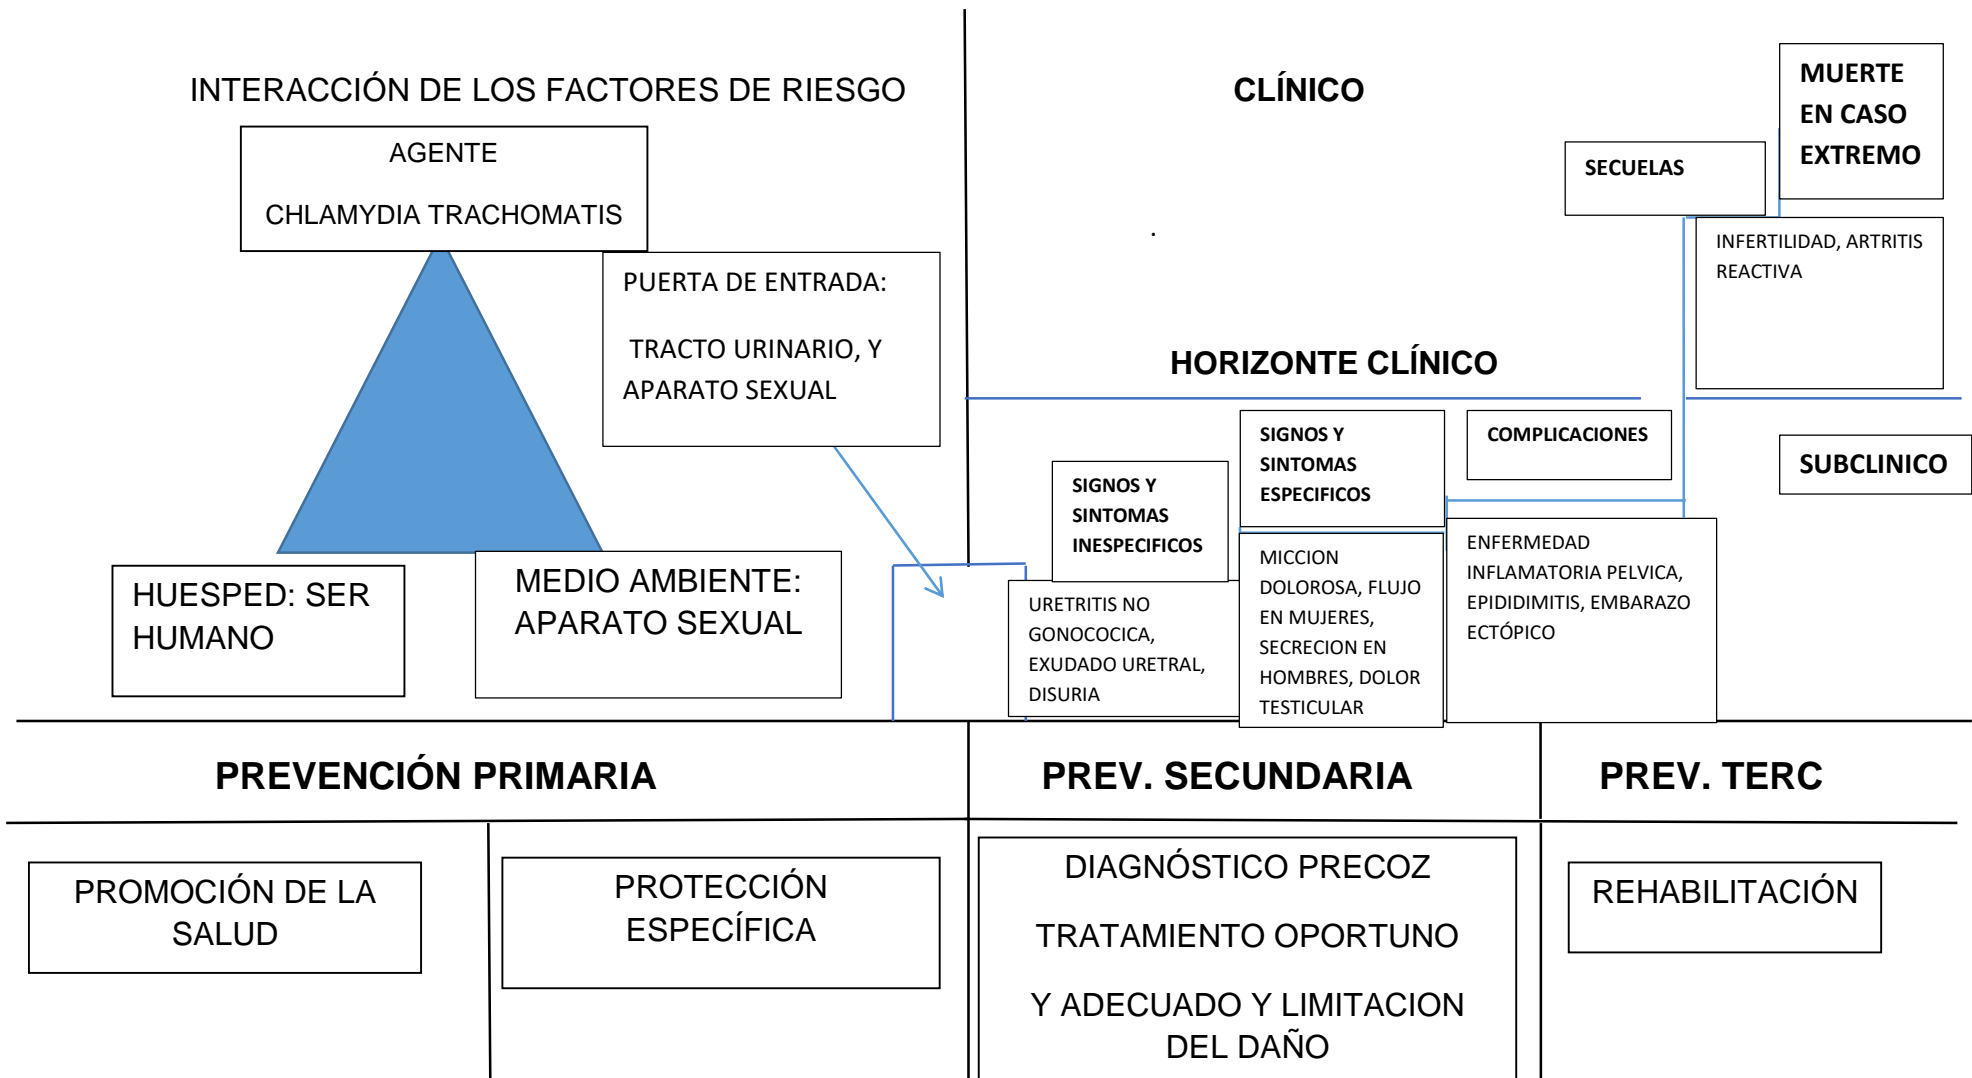 INTERACCIÓN DE LOS FACTORES DE RIESGO
AGENTE
CHLAMYDIA TRACHOMATIS
PUERTA DE ENTRADA:
TRACTO URINARIO, Y
APARATO SEXUAL
HUESPED: SER
HUMANO
MEDIO AMBIENTE:
APARATO SEXUAL
CLÍNICO
.
HORIZONTE CLÍNICO
SIGNOS Y
SINTOMAS
INESPECIFICOS
URETRITIS NO
GONOCOCICA,
EXUDADO URETRAL,
DISURIA
SIGNOS Y
SINTOMAS
ESPECIFICOS
MICCION
DOLOROSA, FLUJO
EN MUJERES,
SECRECION EN
HOMBRES, DOLOR
TESTICULAR
COMPLICACIONES
ENFERMEDAD
INFLAMATORIA PELVICA,
EPIDIDIMITIS, EMBARAZO
ECTÓPICO
SECUELAS
INFERTILIDAD, ARTRITIS
REACTIVA
MUERTE
EN CASO
EXTREMO
SUBCLINICO
PREVENCIÓN PRIMARIA
PREV. SECUNDARIA
PREV. TERC
PROMOCIÓN DE LA
SALUD
PROTECCIÓN
ESPECÍFICA
DIAGNÓSTICO PRECOZ
TRATAMIENTO OPORTUNO
Y ADECUADO Y LIMITACION
DEL DAÑO
REHABILITACIÓN